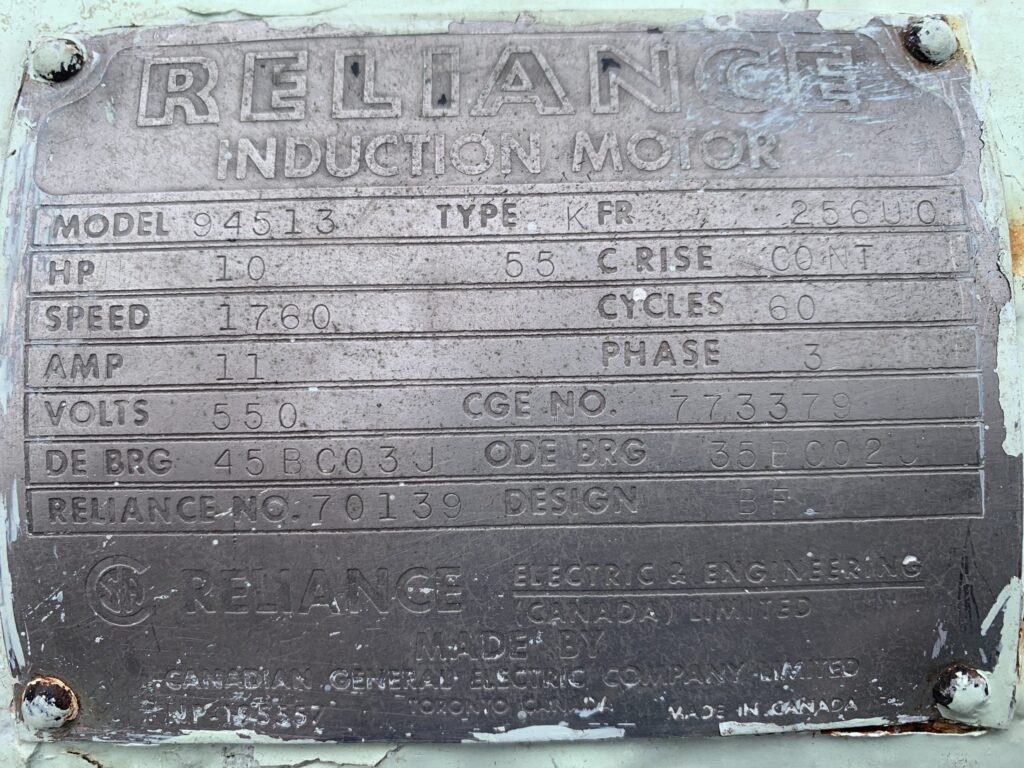 RELIANCE
INDUCTION MOTOR
MODEL 94513 TYPE K FR 256UC
HP 10 55 C RISE CONT
SPEED 1760 CYCLES 60
AMP 11 PHASE 3
VOLTS 550 CGE NO. 773379
DE BRG 45BC03J ODE BRG 35BC02J
RELIANCE NO. 70139 DESIGN BF
RELIANCE ELECTRIC & ENGINEERING
(CANADA) LIMITED
MADE BY
CANADIAN GENERAL ELECTRIC COMPANY LIMITED
TORONTO CANADA MADE IN CANADA